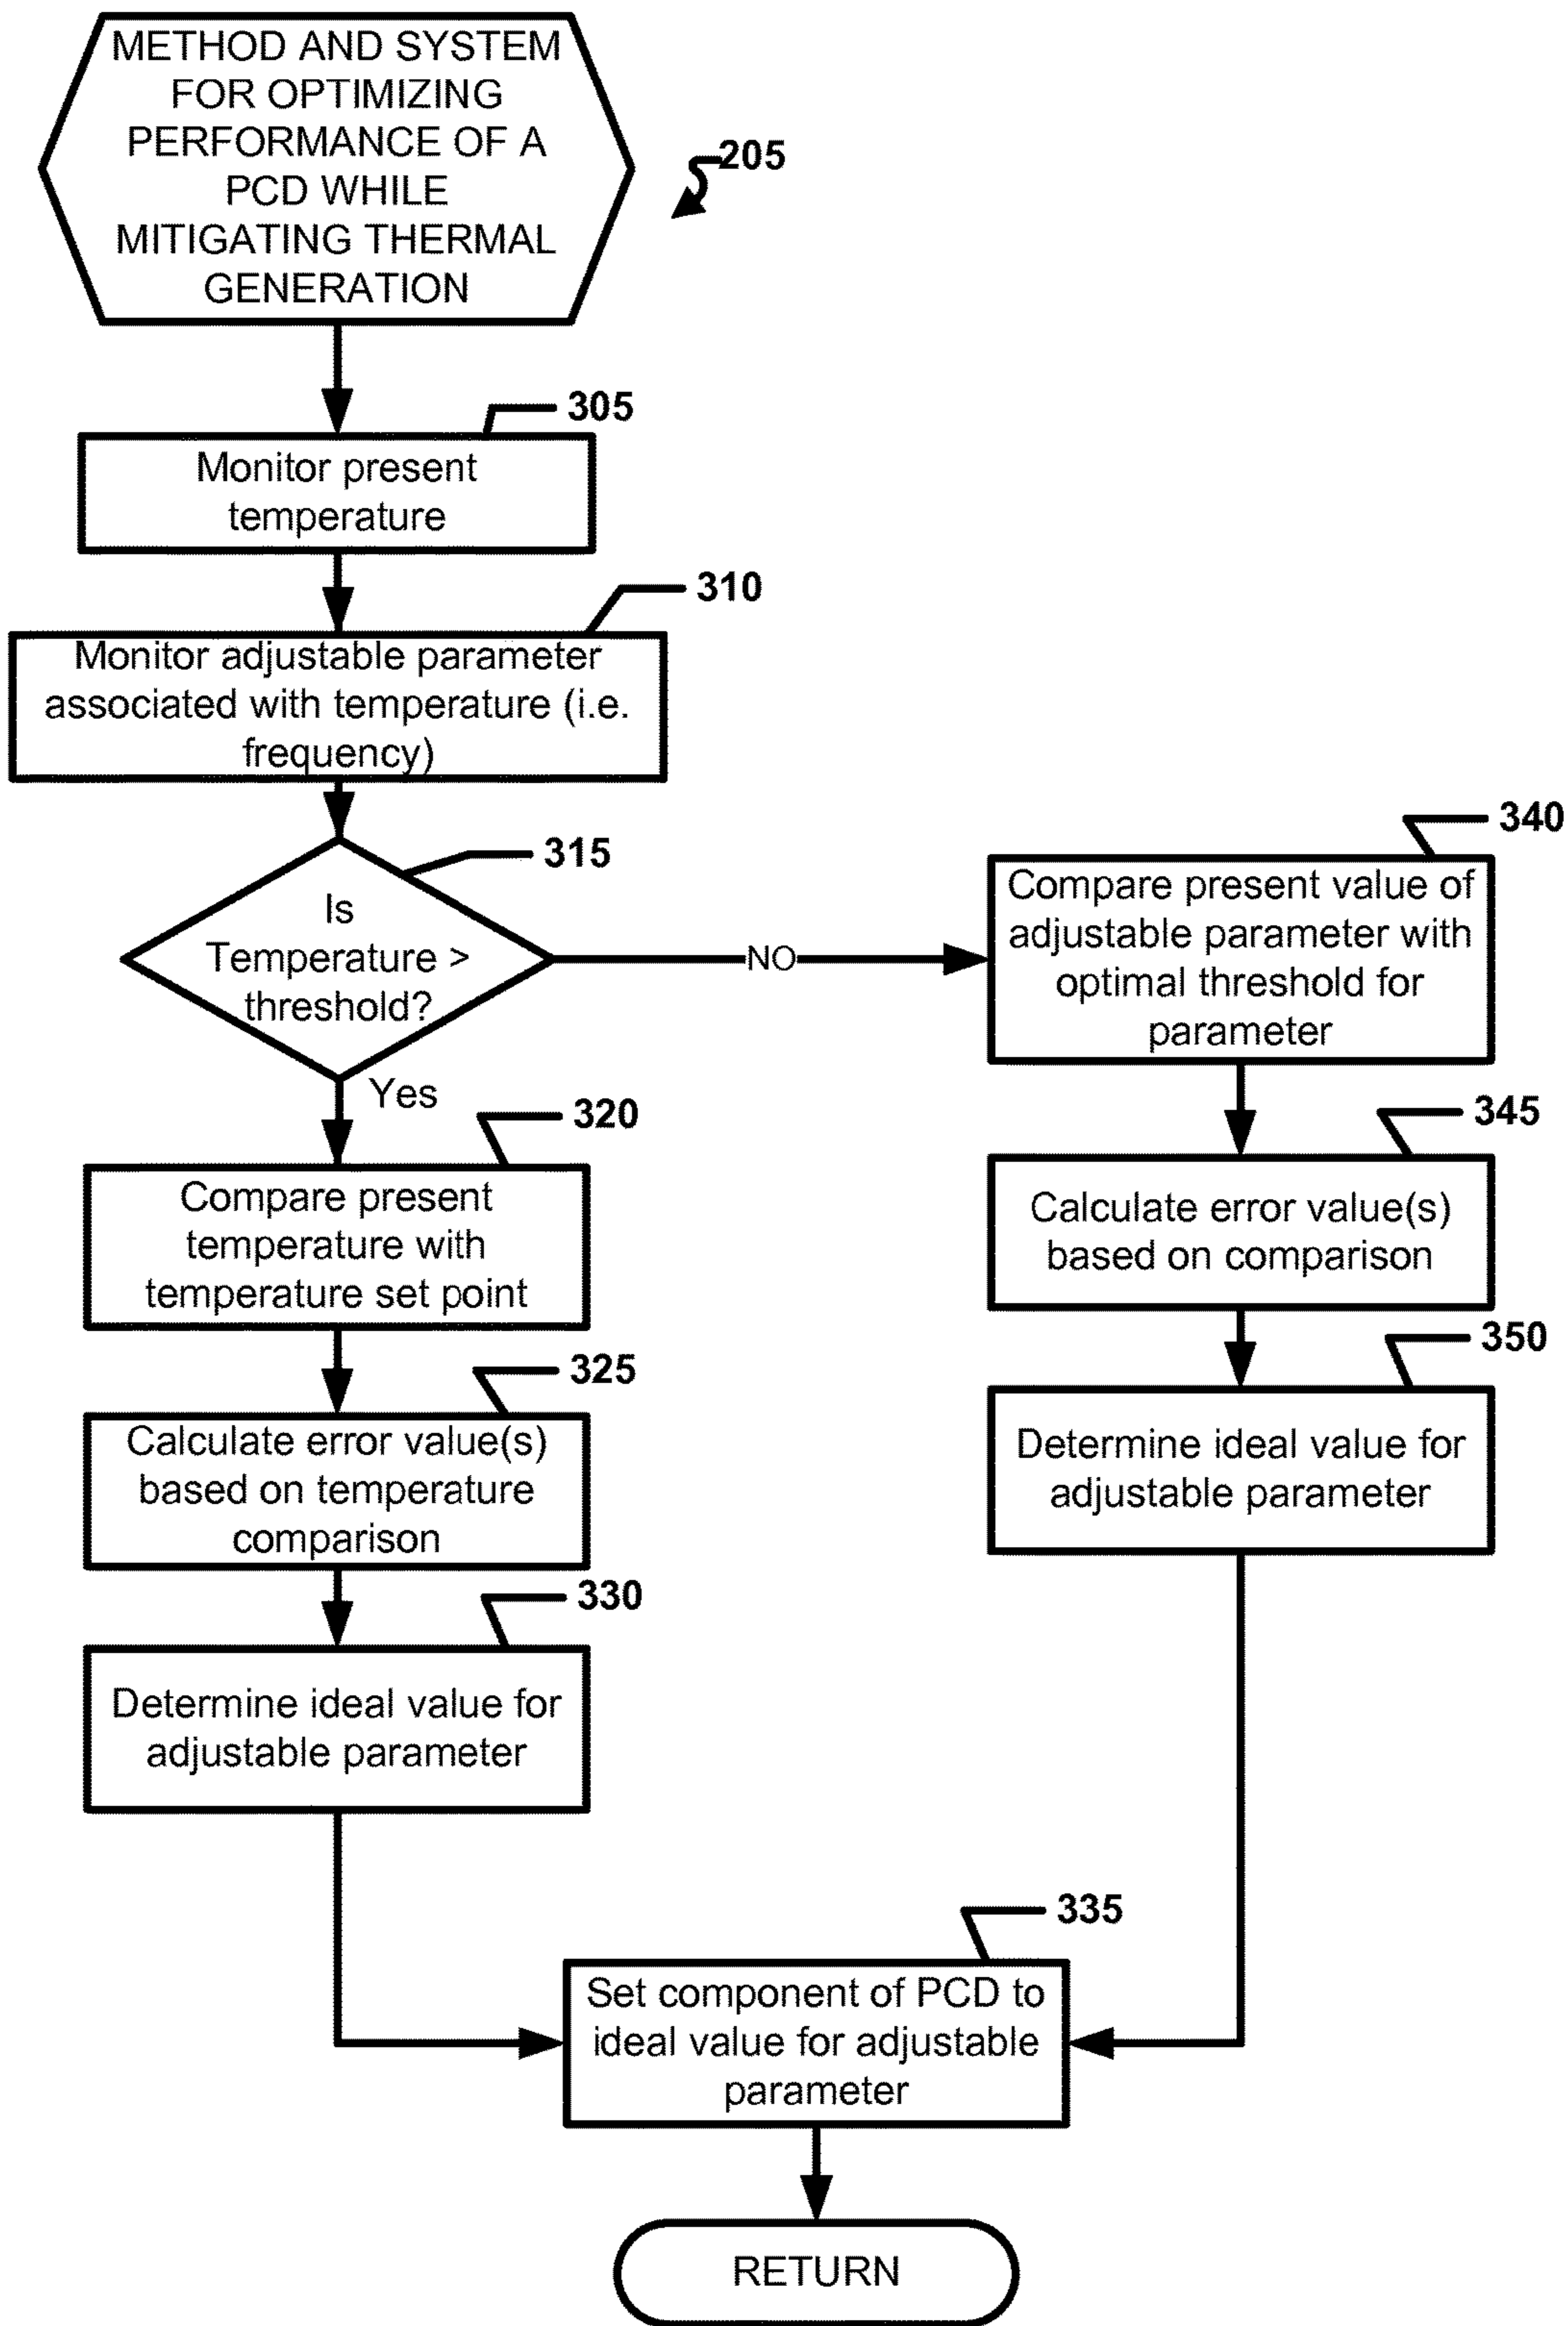 METHOD AND SYSTEM
FOR OPTIMIZING
PERFORMANCE OF A
PCD WHILE
MITIGATING THERMAL
GENERATION
205
305
Monitor present
temperature
310
Monitor adjustable parameter
associated with temperature (i.e.
frequency)
315
Is
Temperature >
threshold?
NO
Yes
320
Compare present
temperature with
temperature set point
325
Calculate error value(s)
based on temperature
comparison
330
Determine ideal value for
adjustable parameter
340
Compare present value of
adjustable parameter with
optimal threshold for
parameter
345
Calculate error value(s)
based on comparison
350
Determine ideal value for
adjustable parameter
335
Set component of PCD to
ideal value for adjustable
parameter
RETURN